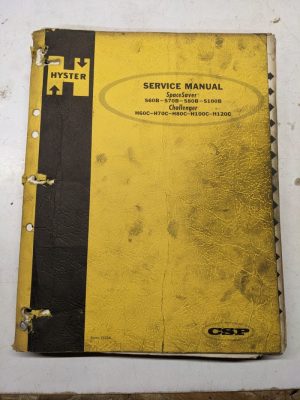 HYSTER
SERVICE MANUAL
SpaceSaver
S60B-S70B-S80B-S100B
Challenger
H60C-H70C-H80C-H100C-H120C
CSP